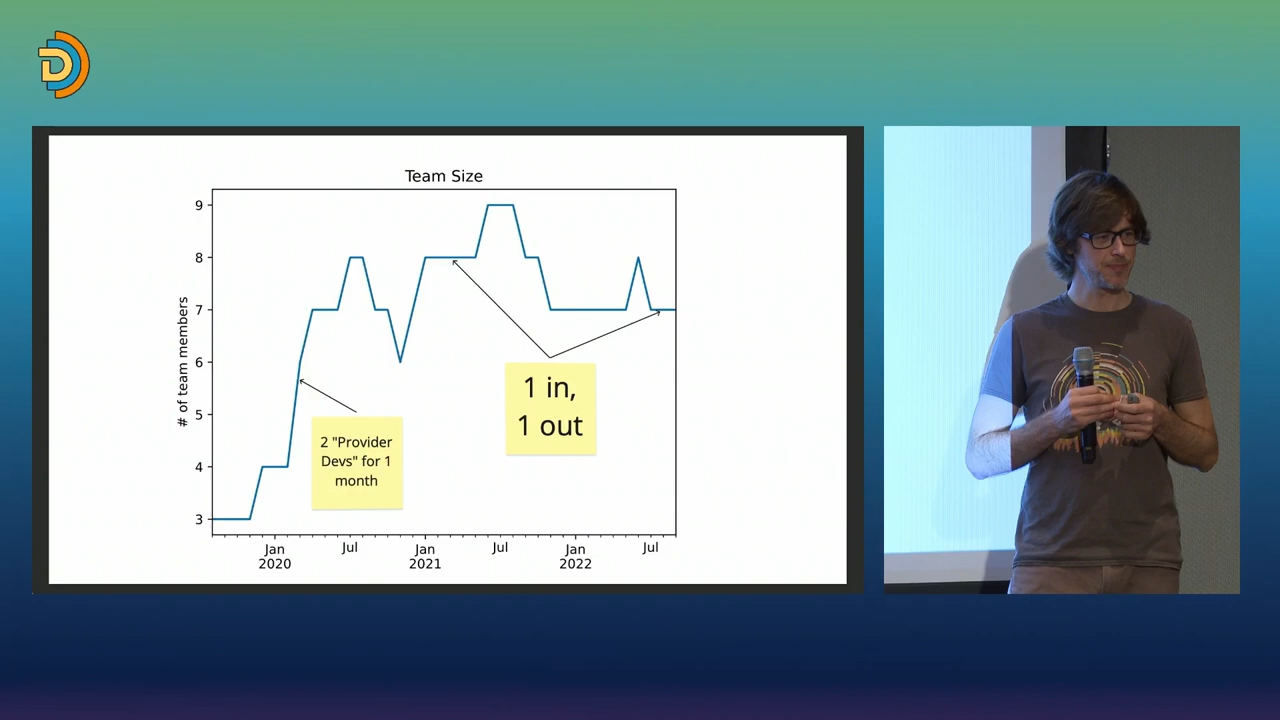 D
Team Size
# of team members
9
8
7
6
5
4
3
2 "Provider
Devs" for 1
month
1 in,
1 out
Jan
2020
Jul
Jan
2021
Jul
Jan
2022
Jul